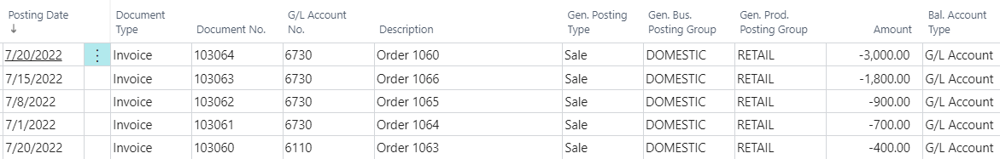 Posting Date ↓ Document Type Document No. G/L Account No. Description Gen. Posting Type Gen. Bus. Posting Group Gen. Prod. Posting Group Amount Bal. Account Type
7/20/2022 ⋮ Invoice 103064 6730 Order 1060 Sale DOMESTIC RETAIL -3,000.00 G/L Account
7/15/2022 Invoice 103063 6730 Order 1066 Sale DOMESTIC RETAIL -1,800.00 G/L Account
7/8/2022 Invoice 103062 6730 Order 1065 Sale DOMESTIC RETAIL -900.00 G/L Account
7/1/2022 Invoice 103061 6730 Order 1064 Sale DOMESTIC RETAIL -700.00 G/L Account
7/20/2022 Invoice 103060 6110 Order 1063 Sale DOMESTIC RETAIL -400.00 G/L Account